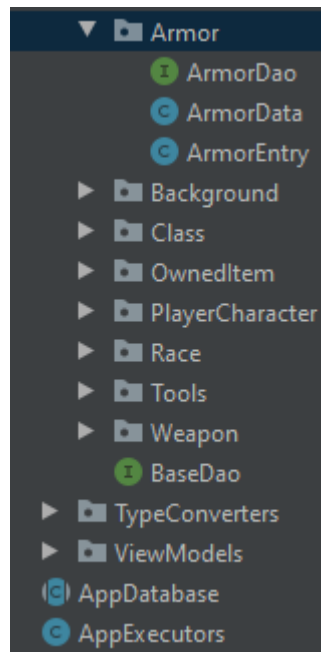 Armor
I ArmorDao
C ArmorData
C ArmorEntry
Background
Class
OwnedItem
PlayerCharacter
Race
Tools
Weapon
I BaseDao
TypeConverters
ViewModels
C AppDatabase
C AppExecutors